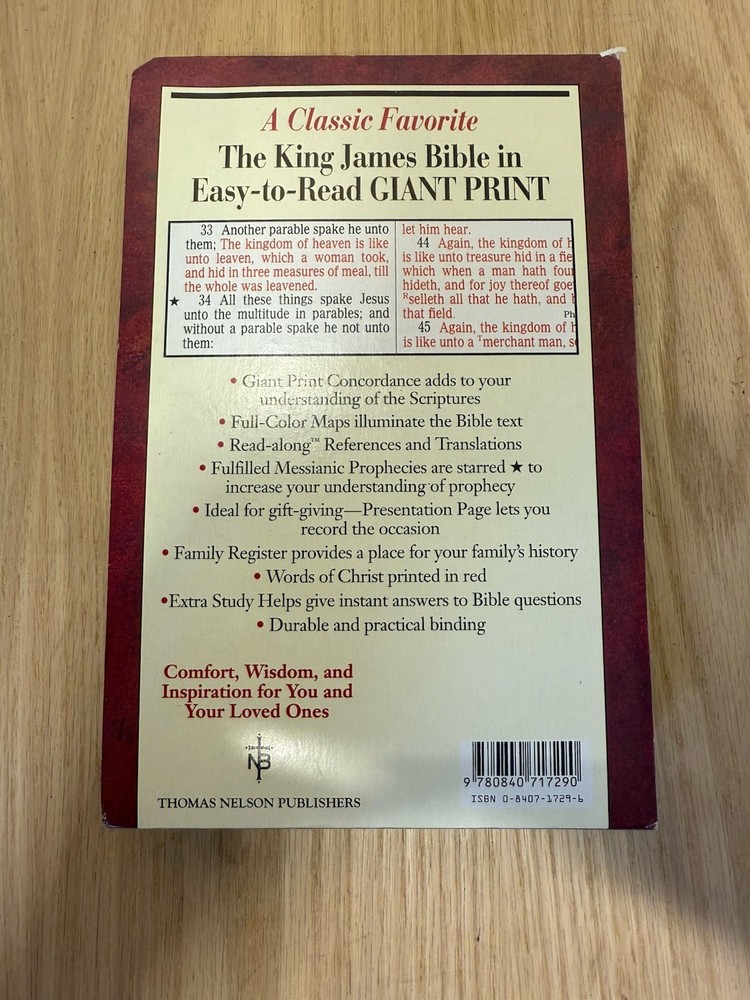 A Classic Favorite
The King James Bible in
Easy-to-Read GIANT PRINT
33 Another parable spake he unto
them; The kingdom of heaven is like
unto leaven, which a woman took,
and hid in three measures of meal, till
the whole was leavened.
★ 34 All these things spake Jesus
unto the multitude in parables; and
without a parable spake he not unto
them:
let him hear.
44 Again, the kingdom of h
is like unto treasure hid in a fie
which when a man hath four
hideth, and for joy thereof goe
ᴿselleth all that he hath, and b
that field. Ph
45 Again, the kingdom of h
is like unto a ᵀmerchant man, s
• Giant Print Concordance adds to your
understanding of the Scriptures
• Full-Color Maps illuminate the Bible text
• Read-along™ References and Translations
• Fulfilled Messianic Prophecies are starred ★ to
increase your understanding of prophecy
• Ideal for gift-giving—Presentation Page lets you
record the occasion
• Family Register provides a place for your family's history
• Words of Christ printed in red
•Extra Study Helps give instant answers to Bible questions
• Durable and practical binding
Comfort, Wisdom, and
Inspiration for You and
Your Loved Ones
NB
THOMAS NELSON PUBLISHERS
9 780840 717290
ISBN 0-8407-1729-6